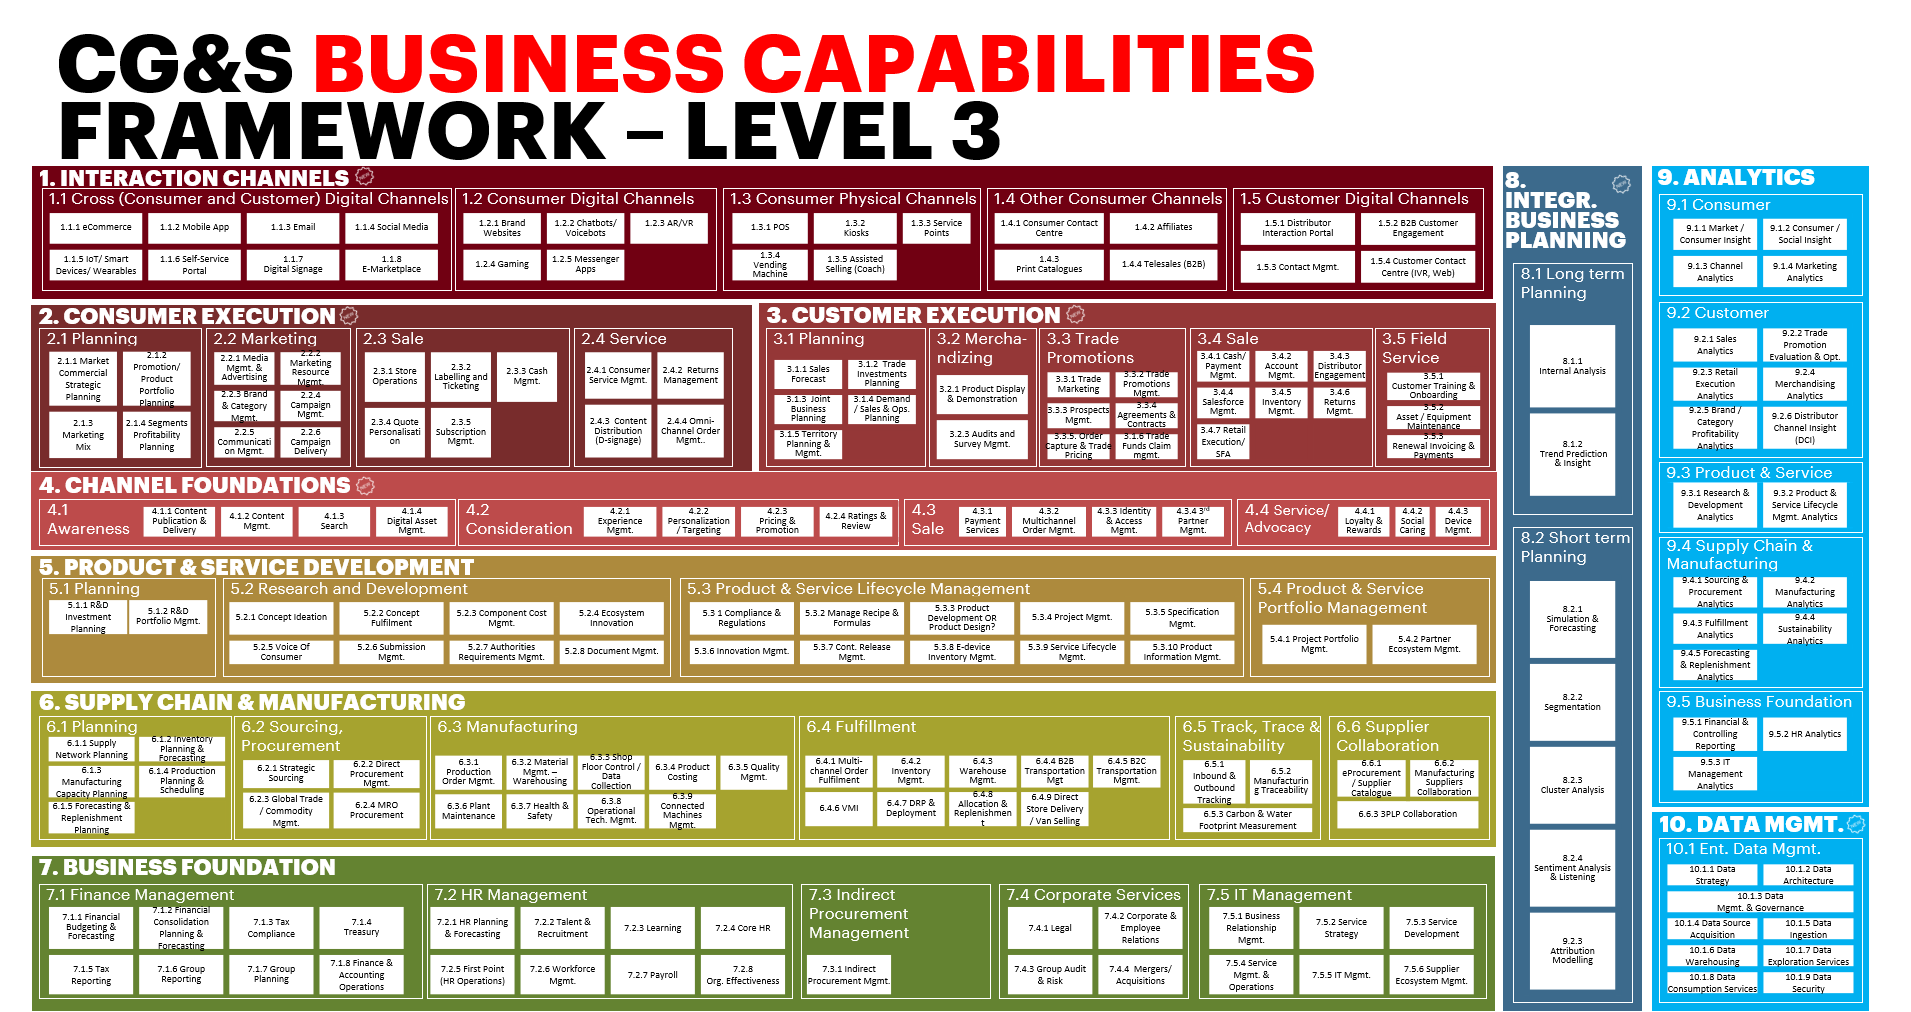 CG&S BUSINESS CAPABILITIES
FRAMEWORK – LEVEL 3
1. INTERACTION CHANNELS
NEW
1.1 Cross (Consumer and Customer) Digital Channels
1.1.1 eCommerce
1.1.2 Mobile App
1.1.3 Email
1.1.4 Social Media
1.1.5 IoT/ Smart
Devices/ Wearables
1.1.6 Self-Service
Portal
1.1.7
Digital Signage
1.1.8
E-Marketplace
1.2 Consumer Digital Channels
1.2.1 Brand
Websites
1.2.2 Chatbots/
Voicebots
1.2.3 AR/VR
1.2.4 Gaming
1.2.5 Messenger
Apps
1.3 Consumer Physical Channels
1.3.1 POS
1.3.2
Kiosks
1.3.3 Service
Points
1.3.4
Vending
Machine
1.3.5 Assisted
Selling (Coach)
1.4 Other Consumer Channels
1.4.1 Consumer Contact
Centre
1.4.2 Affiliates
1.4.3
Print Catalogues
1.4.4 Telesales (B2B)
1.5 Customer Digital Channels
1.5.1 Distributor
Interaction Portal
1.5.2 B2B Customer
Engagement
1.5.3 Contact Mgmt.
1.5.4 Customer Contact
Centre (IVR, Web)
2. CONSUMER EXECUTION
NEW
2.1 Planning
2.1.1 Market
Commercial
Strategic
Planning
2.1.2
Promotion/
Product
Portfolio
Planning
2.1.3
Marketing
Mix
2.1.4 Segments
Profitability
Planning
2.2 Marketing
2.2.1 Media
Mgmt. &
Advertising
2.2.2
Marketing
Resource
Mgmt.
2.2.3 Brand
& Category
Mgmt.
2.2.4
Campaign
Mgmt.
2.2.5
Communicati
on Mgmt.
2.2.6
Campaign
Delivery
2.3 Sale
2.3.1 Store
Operations
2.3.2
Labelling and
Ticketing
2.3.3 Cash
Mgmt.
2.3.4 Quote
Personalisati
on
2.3.5
Subscription
Mgmt.
2.4 Service
2.4.1 Consumer
Service Mgmt.
2.4.2 Returns
Management
2.4.3 Content
Distribution
(D-signage)
2.4.4 Omni-
Channel Order
Mgmt..
3. CUSTOMER EXECUTION
NEW
3.1 Planning
3.1.1 Sales
Forecast
3.1.2 Trade
Investments
Planning
3.1.3 Joint
Business
Planning
3.1.4 Demand
/ Sales & Ops.
Planning
3.1.5 Territory
Planning &
Mgmt.
3.2 Mercha-
ndizing
3.2.1 Product Display
& Demonstration
3.2.3 Audits and
Survey Mgmt.
3.3 Trade
Promotions
3.3.1 Trade
Marketing
3.3.2 Trade
Promotions
Mgmt.
3.3.3 Prospects
Mgmt.
3.3.4
Agreements &
Contracts
3.3.5. Order
Capture & Trade
Pricing
3.1.6 Trade
Funds Claim
mgmt.
3.4 Sale
3.4.1 Cash/
Payment
Mgmt.
3.4.2
Account
Mgmt.
3.4.3
Distributor
Engagement
3.4.4
Salesforce
Mgmt.
3.4.5
Inventory
Mgmt.
3.4.6
Returns
Mgmt.
3.4.7 Retail
Execution/
SFA
3.5 Field
Service
3.5.1
Customer Training &
Onboarding
3.5.2
Asset / Equipment
Maintenance
3.5.3
Renewal Invoicing &
Payments
4. CHANNEL FOUNDATIONS
NEW
4.1
Awareness
4.1.1 Content
Publication &
Delivery
4.1.2 Content
Mgmt.
4.1.3
Search
4.1.4
Digital Asset
Mgmt.
4.2
Consideration
4.2.1
Experience
Mgmt.
4.2.2
Personalization
/ Targeting
4.2.3
Pricing &
Promotion
4.2.4 Ratings &
Review
4.3
Sale
4.3.1
Payment
Services
4.3.2
Multichannel
Order Mgmt.
4.3.3 Identity
& Access
Mgmt.
4.3.4 3rd
Partner
Mgmt.
4.4 Service/
Advocacy
4.4.1
Loyalty &
Rewards
4.4.2
Social
Caring
4.4.3
Device
Mgmt.
5. PRODUCT & SERVICE DEVELOPMENT
5.1 Planning
5.1.1 R&D
Investment
Planning
5.1.2 R&D
Portfolio Mgmt.
5.2 Research and Development
5.2.1 Concept Ideation
5.2.2 Concept
Fulfilment
5.2.3 Component Cost
Mgmt.
5.2.4 Ecosystem
Innovation
5.2.5 Voice Of
Consumer
5.2.6 Submission
Mgmt.
5.2.7 Authorities
Requirements Mgmt.
5.2.8 Document Mgmt.
5.3 Product & Service Lifecycle Management
5.3 1 Compliance &
Regulations
5.3.2 Manage Recipe &
Formulas
5.3.3 Product
Development OR
Product Design?
5.3.4 Project Mgmt.
5.3.5 Specification
Mgmt.
5.3.6 Innovation Mgmt.
5.3.7 Cont. Release
Mgmt.
5.3.8 E-device
Inventory Mgmt.
5.3.9 Service Lifecycle
Mgmt.
5.3.10 Product
Information Mgmt.
5.4 Product & Service
Portfolio Management
5.4.1 Project Portfolio
Mgmt.
5.4.2 Partner
Ecosystem Mgmt.
6. SUPPLY CHAIN & MANUFACTURING
6.1 Planning
6.1.1 Supply
Network Planning
6.1.2 Inventory
Planning &
Forecasting
6.1.3
Manufacturing
Capacity Planning
6.1.4 Production
Planning &
Scheduling
6.1.5 Forecasting &
Replenishment
Planning
6.2 Sourcing,
Procurement
6.2.1 Strategic
Sourcing
6.2.2 Direct
Procurement
Mgmt.
6.2.3 Global Trade
/ Commodity
Mgmt.
6.2.4 MRO
Procurement
6.3 Manufacturing
6.3.1
Production
Order Mgmt.
6.3.2 Material
Mgmt. –
Warehousing
6.3.3 Shop
Floor Control /
Data
Collection
6.3.4 Product
Costing
6.3.5 Quality
Mgmt.
6.3.6 Plant
Maintenance
6.3.7 Health &
Safety
6.3.8
Operational
Tech. Mgmt.
6.3.9
Connected
Machines
Mgmt.
6.4 Fulfillment
6.4.1 Multi-
channel Order
Fulfilment
6.4.2
Inventory
Mgmt.
6.4.3
Warehouse
Mgmt.
6.4.4 B2B
Transportation
Mgt
6.4.5 B2C
Transportation
Mgmt.
6.4.6 VMI
6.4.7 DRP &
Deployment
6.4.8
Allocation &
Replenishmen
t
6.4.9 Direct
Store Delivery
/ Van Selling
6.5 Track, Trace &
Sustainability
6.5.1
Inbound &
Outbound
Tracking
6.5.2
Manufacturin
g Traceability
6.5.3 Carbon & Water
Footprint Measurement
6.6 Supplier
Collaboration
6.6.1
eProcurement
/ Supplier
Catalogue
6.6.2
Manufacturing
Suppliers
Collaboration
6.6.3 3PLP Collaboration
7. BUSINESS FOUNDATION
7.1 Finance Management
7.1.1 Financial
Budgeting &
Forecasting
7.1.2 Financial
Consolidation
Planning &
Forecasting
7.1.3 Tax
Compliance
7.1.4
Treasury
7.1.5 Tax
Reporting
7.1.6 Group
Reporting
7.1.7 Group
Planning
7.1.8 Finance &
Accounting
Operations
7.2 HR Management
7.2.1 HR Planning
& Forecasting
7.2.2 Talent &
Recruitment
7.2.3 Learning
7.2.4 Core HR
7.2.5 First Point
(HR Operations)
7.2.6 Workforce
Mgmt.
7.2.7 Payroll
7.2.8
Org. Effectiveness
7.3 Indirect
Procurement
Management
7.3.1 Indirect
Procurement Mgmt.
7.4 Corporate Services
7.4.1 Legal
7.4.2 Corporate &
Employee
Relations
7.4.3 Group Audit
& Risk
7.4.4 Mergers/
Acquisitions
7.5 IT Management
7.5.1 Business
Relationship
Mgmt.
7.5.2 Service
Strategy
7.5.3 Service
Development
7.5.4 Service
Mgmt. &
Operations
7.5.5 IT Mgmt.
7.5.6 Supplier
Ecosystem Mgmt.
8.
INTEGR.
BUSINESS
PLANNING
NEW
8.1 Long term
Planning
8.1.1
Internal Analysis
8.1.2
Trend Prediction
& Insight
8.2 Short term
Planning
8.2.1
Simulation &
Forecasting
8.2.2
Segmentation
8.2.3
Cluster Analysis
8.2.4
Sentiment Analysis
& Listening
9.2.3
Attribution
Modelling
9. ANALYTICS
9.1 Consumer
9.1.1 Market /
Consumer Insight
9.1.2 Consumer /
Social Insight
9.1.3 Channel
Analytics
9.1.4 Marketing
Analytics
9.2 Customer
9.2.1 Sales
Analytics
9.2.2 Trade
Promotion
Evaluation & Opt.
9.2.3 Retail
Execution
Analytics
9.2.4
Merchandising
Analytics
9.2.5 Brand /
Category
Profitability
Analytics
9.2.6 Distributor
Channel Insight
(DCI)
9.3 Product & Service
9.3.1 Research &
Development
Analytics
9.3.2 Product &
Service Lifecycle
Mgmt. Analytics
9.4 Supply Chain &
Manufacturing
9.4.1 Sourcing &
Procurement
Analytics
9.4.2
Manufacturing
Analytics
9.4.3 Fulfillment
Analytics
9.4.4
Sustainability
Analytics
9.4.5 Forecasting
& Replenishment
Analytics
9.5 Business Foundation
9.5.1 Financial &
Controlling
Reporting
9.5.2 HR Analytics
9.5.3 IT
Management
Analytics
10. DATA MGMT.
NEW
10.1 Ent. Data Mgmt.
10.1.1 Data
Strategy
10.1.2 Data
Architecture
10.1.3 Data
Mgmt. & Governance
10.1.4 Data Source
Acquisition
10.1.5 Data
Ingestion
10.1.6 Data
Warehousing
10.1.7 Data
Exploration Services
10.1.8 Data
Consumption Services
10.1.9 Data
Security